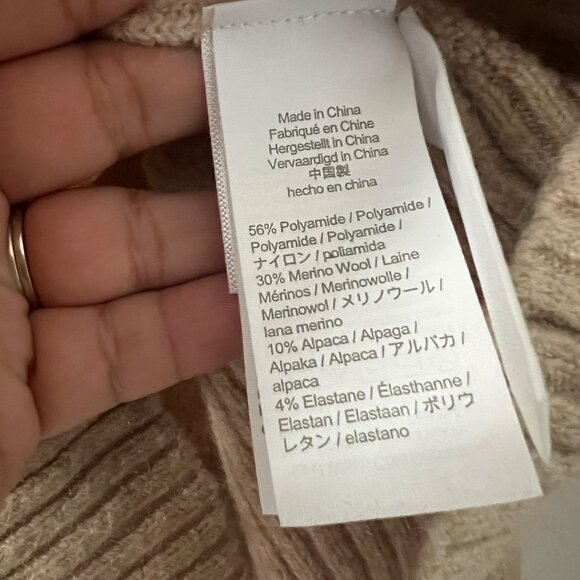 Made in China
Fabriqué en Chine
Hergestellt in China
Vervaardigd in China
中国製
hecho en china
56% Polyamide / Polyamide /
Polyamide / Polyamide /
ナイロン / poliamida
30% Merino Wool / Laine
Mérinos / Merinowolle /
Merinowol / メリノウール /
lana merino
10% Alpaca / Alpaga /
Alpaka / Alpaca / アルパカ /
alpaca
4% Elastane / Élasthanne /
Elastan / Elastaan / ポリウ
レタン / elastano